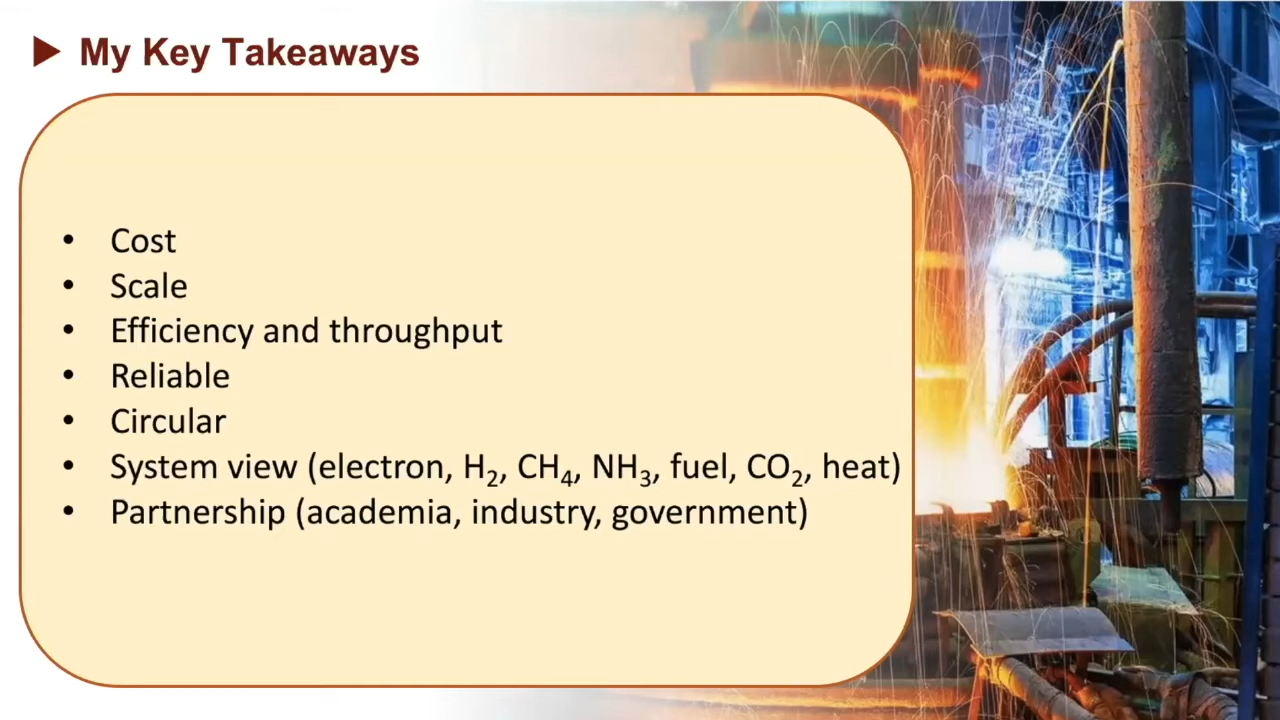 ▶ My Key Takeaways
• Cost
• Scale
• Efficiency and throughput
• Reliable
• Circular
• System view (electron, H₂, CH₄, NH₃, fuel, CO₂, heat)
• Partnership (academia, industry, government)